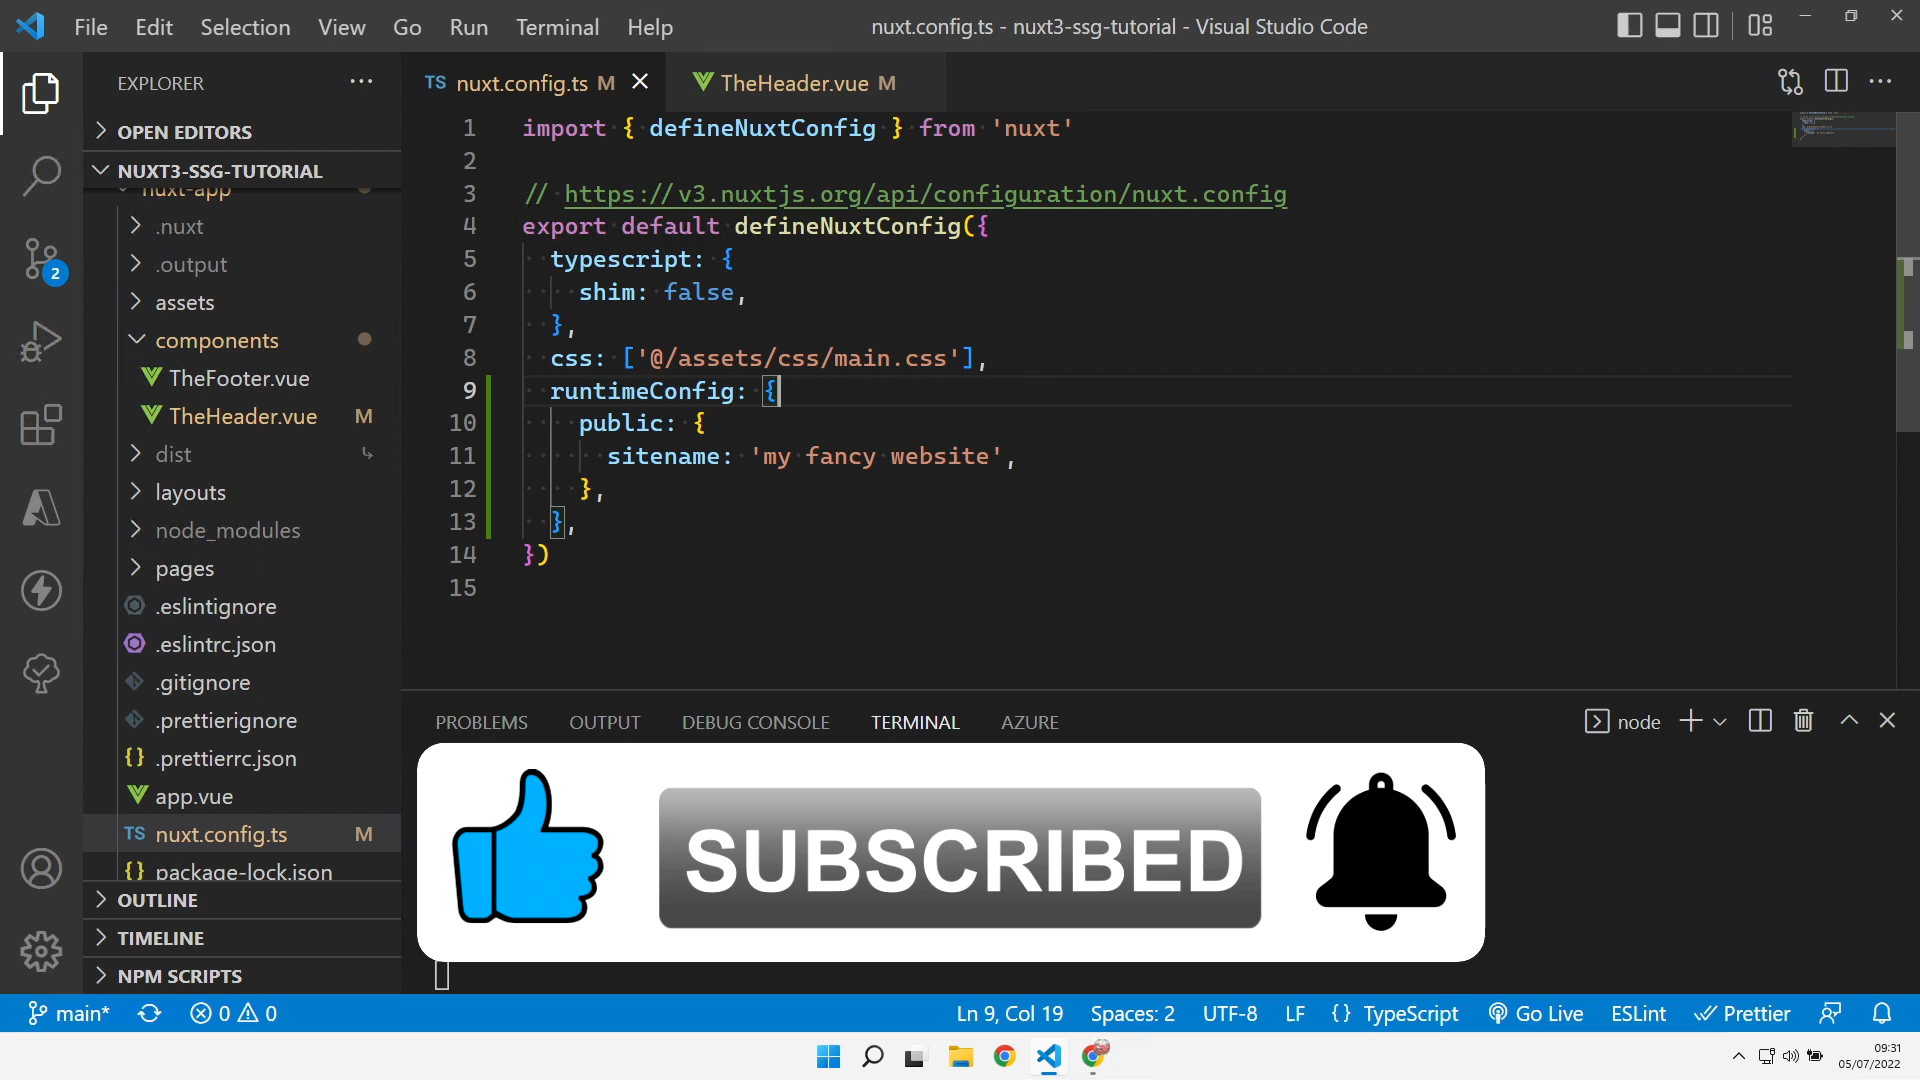 File Edit Selection View Go Run Terminal Help
nuxt.config.ts - nuxt3-ssg-tutorial - Visual Studio Code
EXPLORER
OPEN EDITORS
NUXT3-SSG-TUTORIAL
nuxt-app
.nuxt
.output
assets
components
TheFooter.vue
TheHeader.vue M
dist
layouts
node_modules
pages
.eslintignore
.eslintrc.json
.gitignore
.prettierignore
{} .prettierrc.json
app.vue
TS nuxt.config.ts M
{} package-lock.json
OUTLINE
TIMELINE
NPM SCRIPTS
2
TS nuxt.config.ts M
TheHeader.vue M
1 import { defineNuxtConfig } from 'nuxt'
2
3 // https://v3.nuxtjs.org/api/configuration/nuxt.config
4 export default defineNuxtConfig({
5 typescript: {
6 shim: false,
7 },
8 css: ['@/assets/css/main.css'],
9 runtimeConfig: {
10 public: {
11 sitename: 'my fancy website',
12 },
13 },
14 })
15
PROBLEMS OUTPUT DEBUG CONSOLE TERMINAL AZURE
node
SUBSCRIBED
main* 0 0
Ln 9, Col 19 Spaces: 2 UTF-8 LF {} TypeScript Go Live ESLint Prettier
09:31
05/07/2022